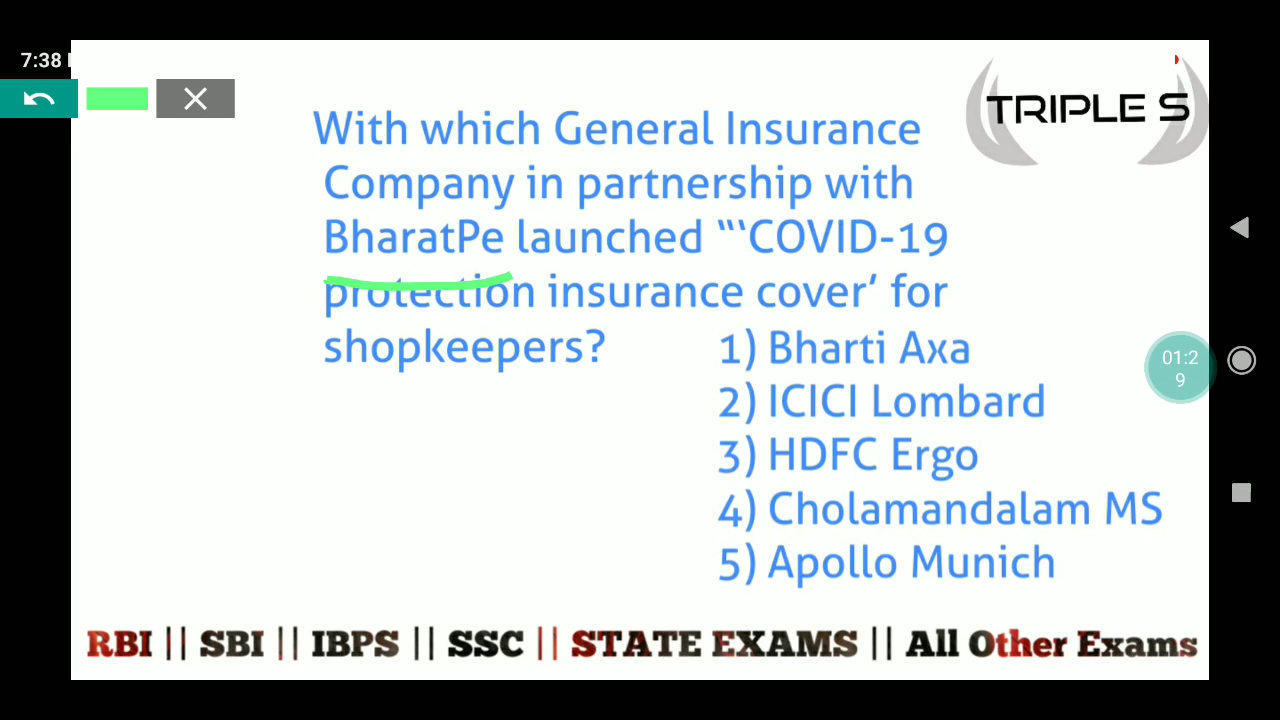 7:38
TRIPLE S
With which General Insurance
Company in partnership with
BharatPe launched “‘COVID-19
protection insurance cover’ for
shopkeepers?
1) Bharti Axa
2) ICICI Lombard
3) HDFC Ergo
4) Cholamandalam MS
5) Apollo Munich
01:2
9
RBI || SBI || IBPS || SSC || STATE EXAMS || All Other Exams